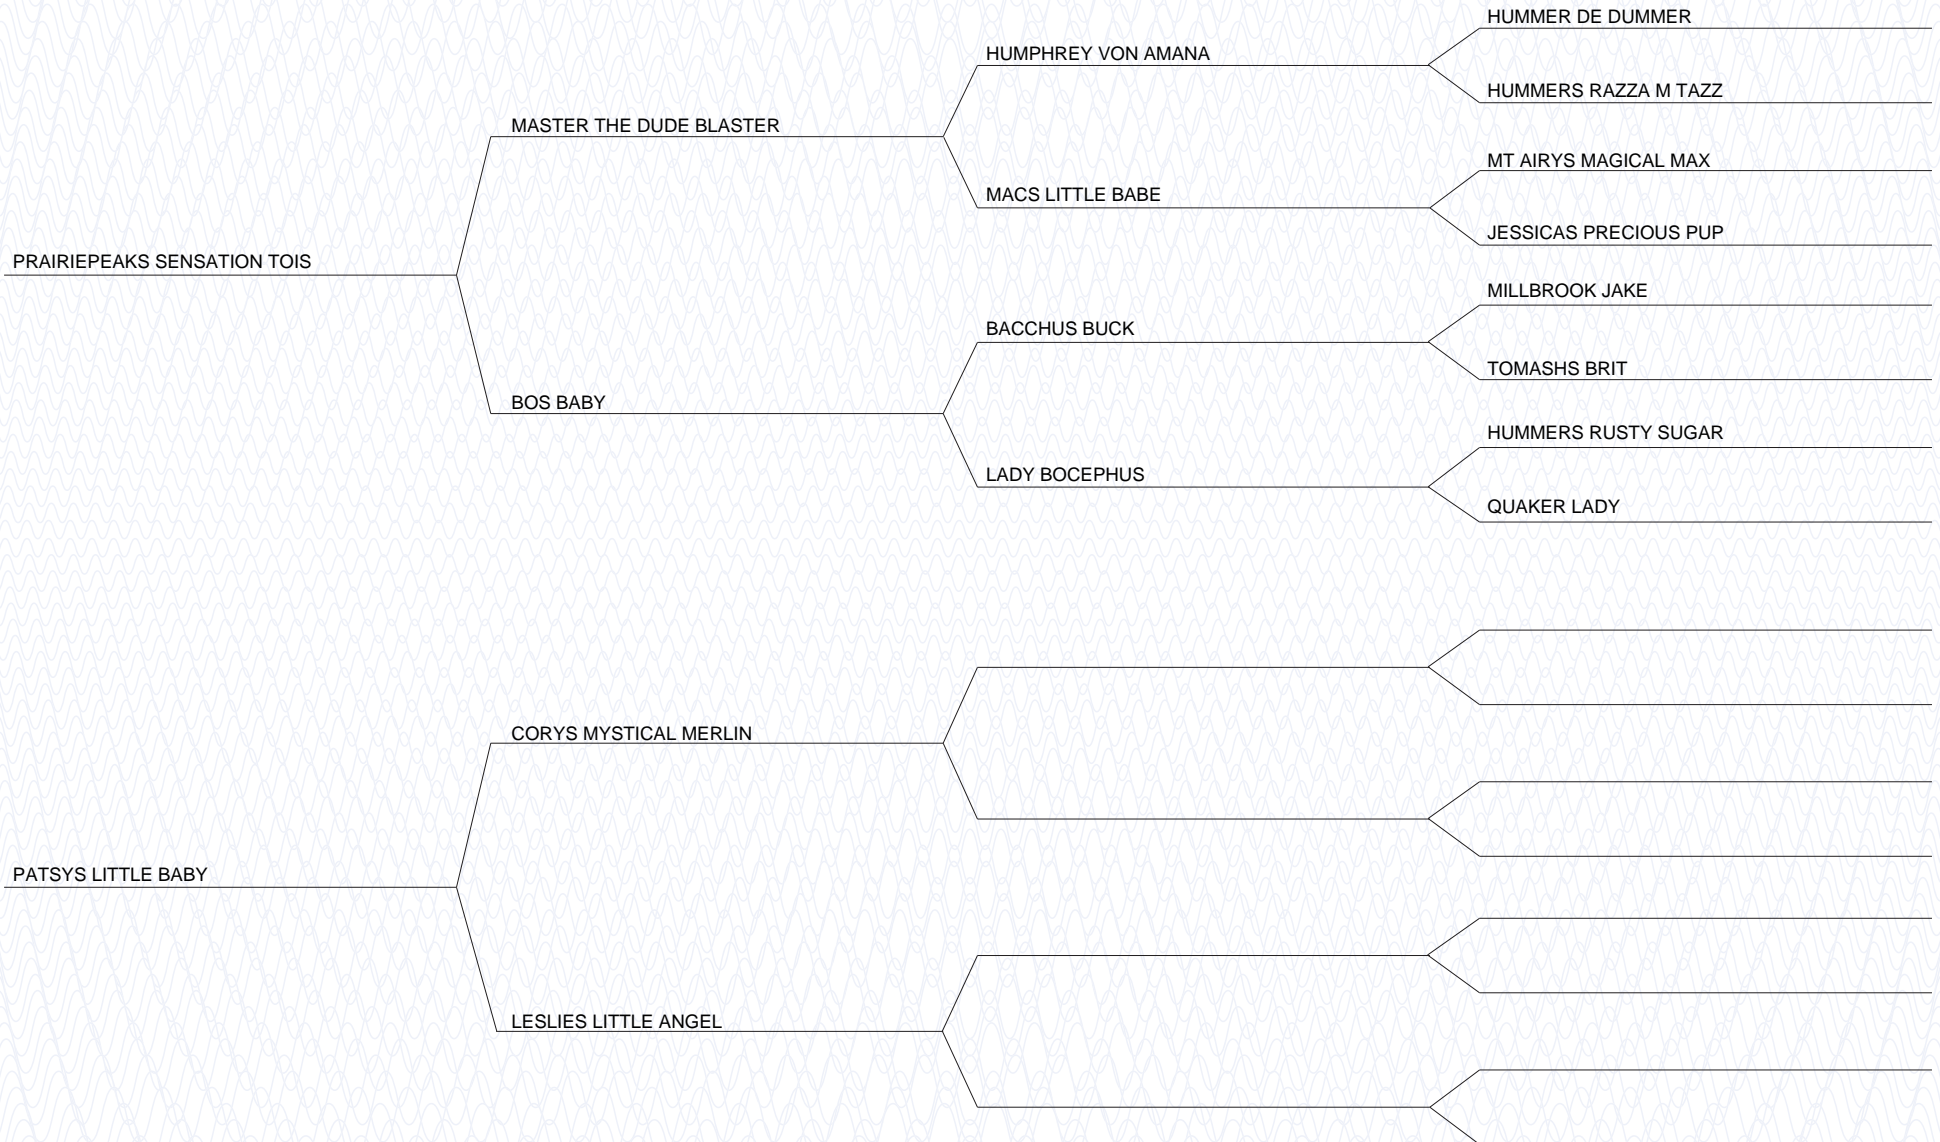 HUMMER DE DUMMER
HUMPHREY VON AMANA
HUMMERS RAZZA M TAZZ
MASTER THE DUDE BLASTER
MT AIRYS MAGICAL MAX
MACS LITTLE BABE
JESSICAS PRECIOUS PUP
PRAIRIEPEAKS SENSATION TOIS
MILLBROOK JAKE
BACCHUS BUCK
TOMASHS BRIT
BOS BABY
HUMMERS RUSTY SUGAR
LADY BOCEPHUS
QUAKER LADY
CORYS MYSTICAL MERLIN
PATSYS LITTLE BABY
LESLIES LITTLE ANGEL